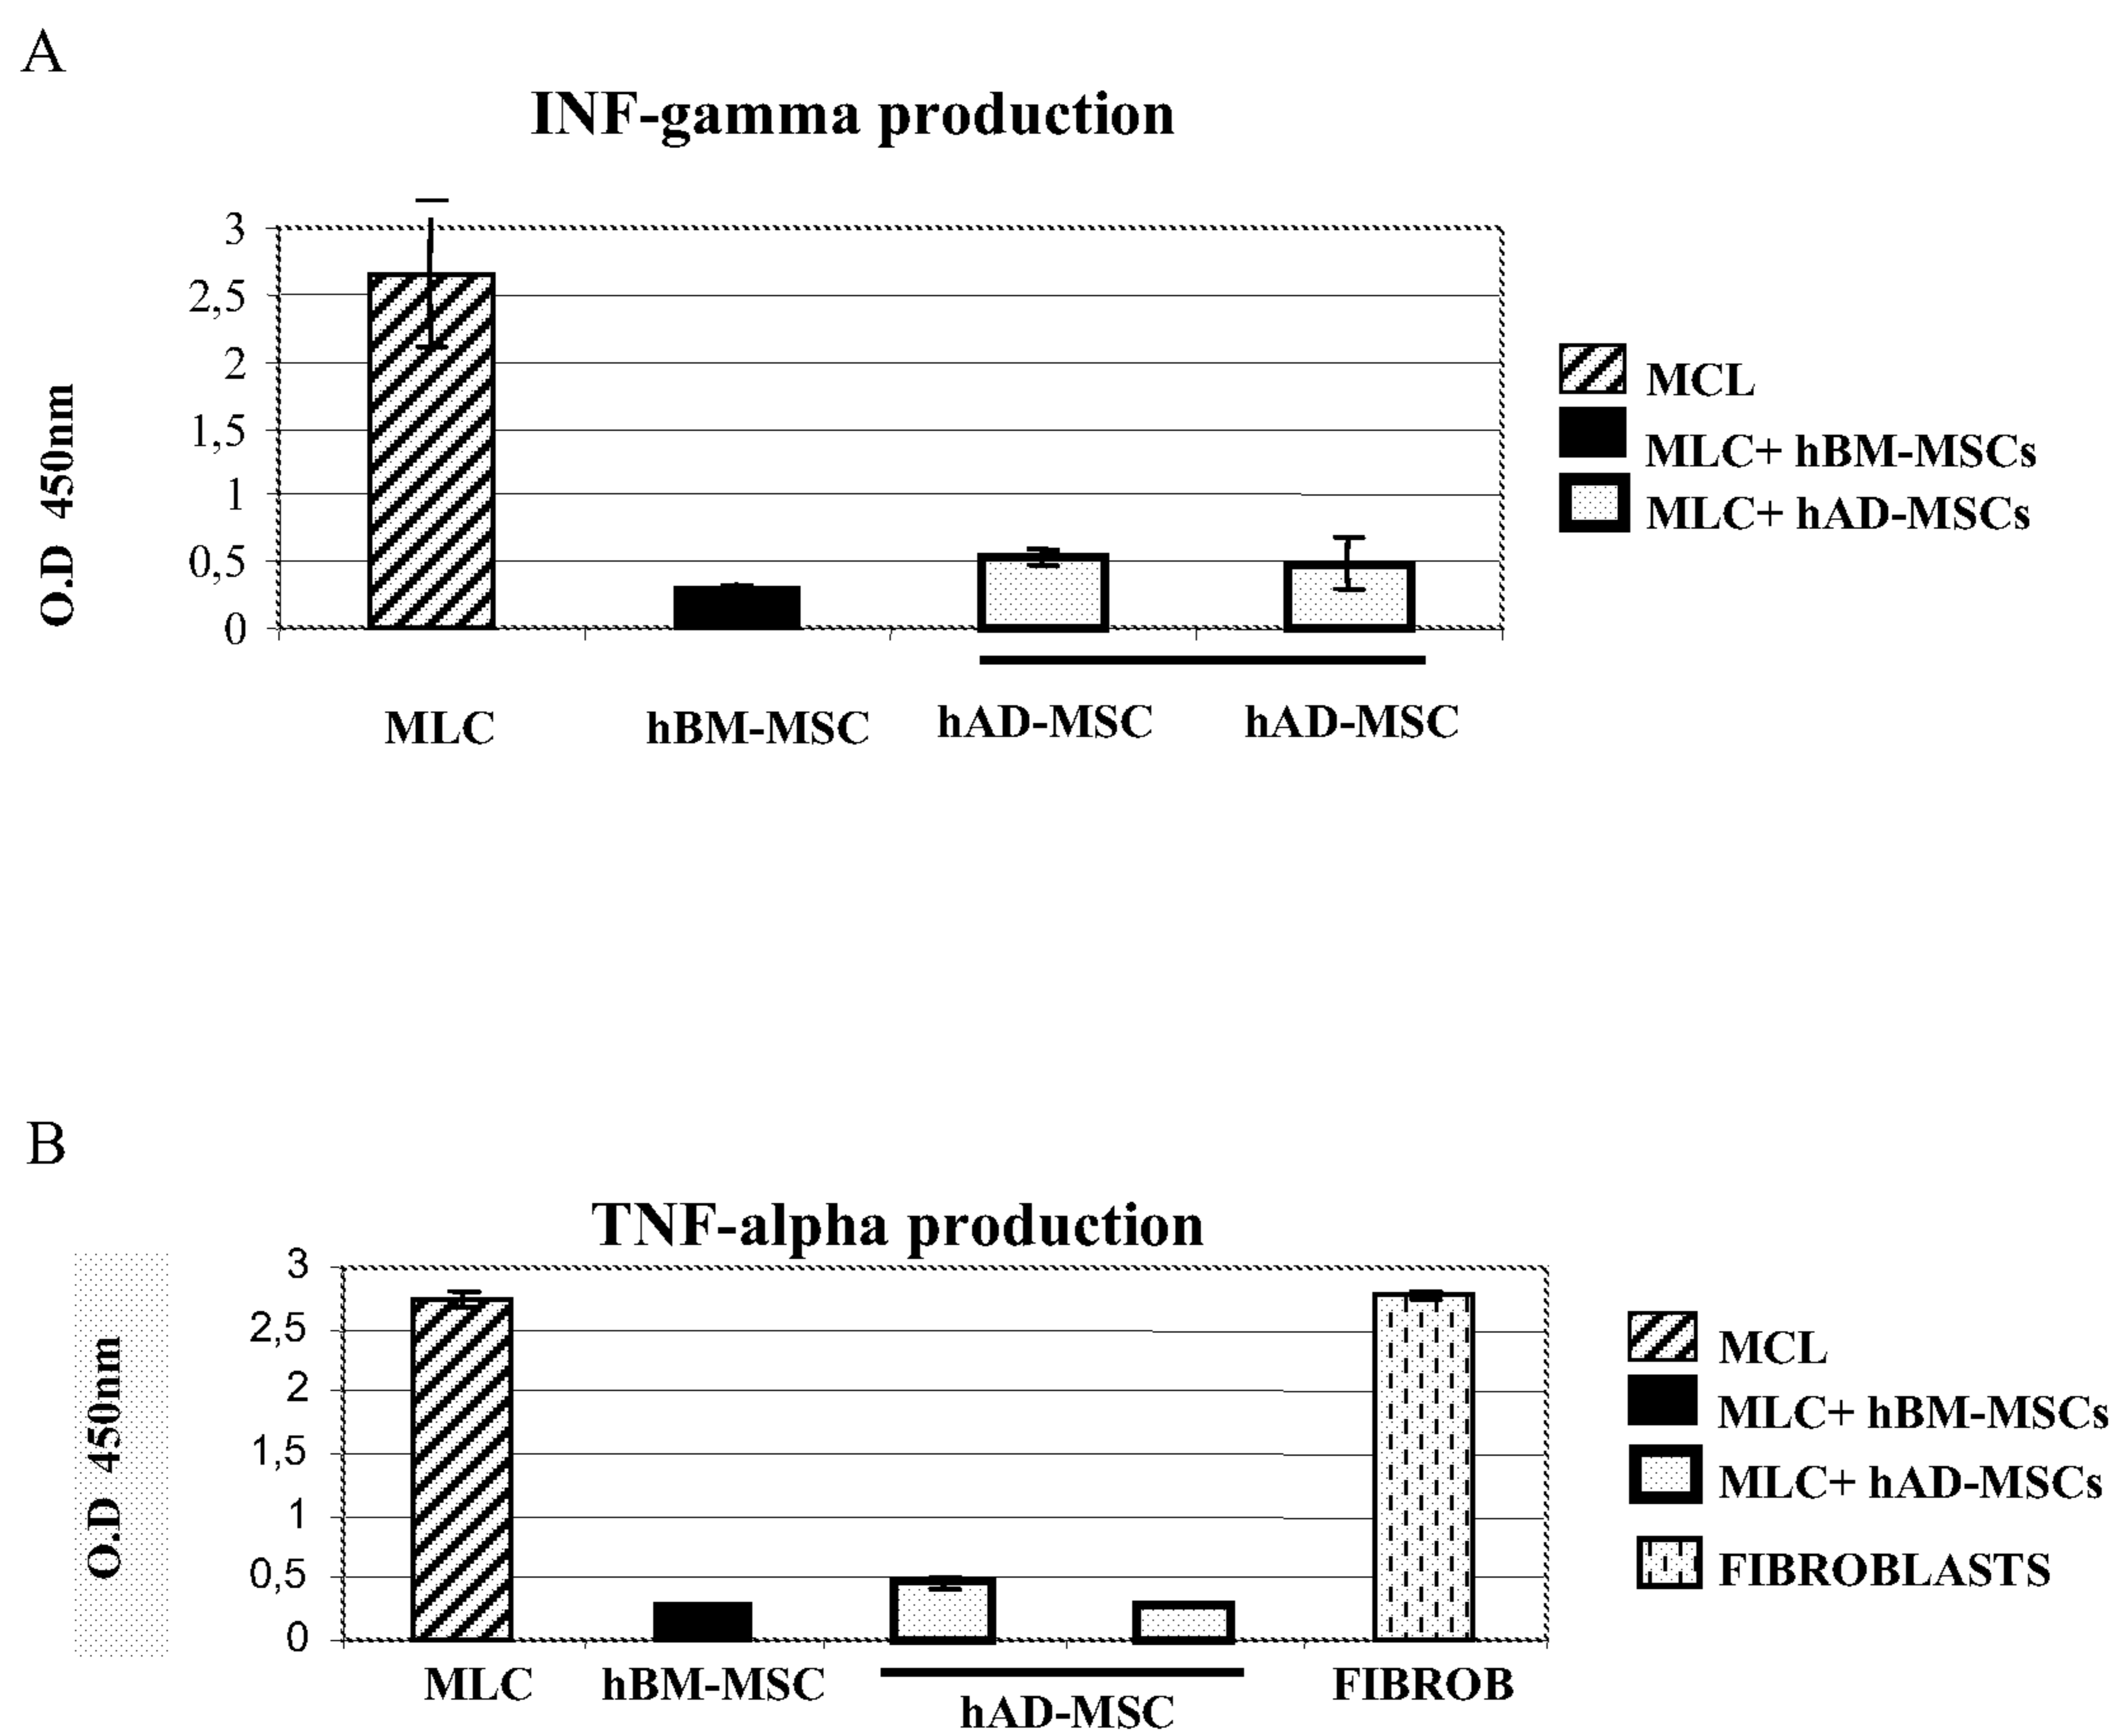 A
INF-gamma production
3
2,5
2
1,5
1
0,5
0
O.D 450nm
MLC
hBM-MSC
hAD-MSC
hAD-MSC
MCL
MLC+ hBM-MSCs
MLC+ hAD-MSCs
B
TNF-alpha production
3
2,5
2
1,5
1
0,5
0
O.D 450nm
MLC
hBM-MSC
hAD-MSC
FIBROB
MCL
MLC+ hBM-MSCs
MLC+ hAD-MSCs
FIBROBLASTS